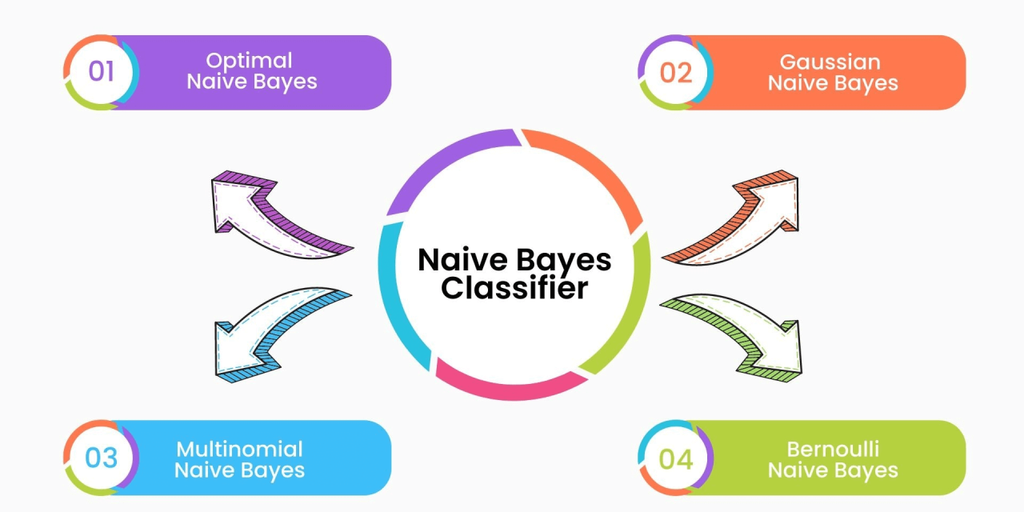 01
Optimal
Naive Bayes
02
Gaussian
Naive Bayes
Naive Bayes
Classifier
03
Multinomial
Naive Bayes
04
Bernoulli
Naive Bayes